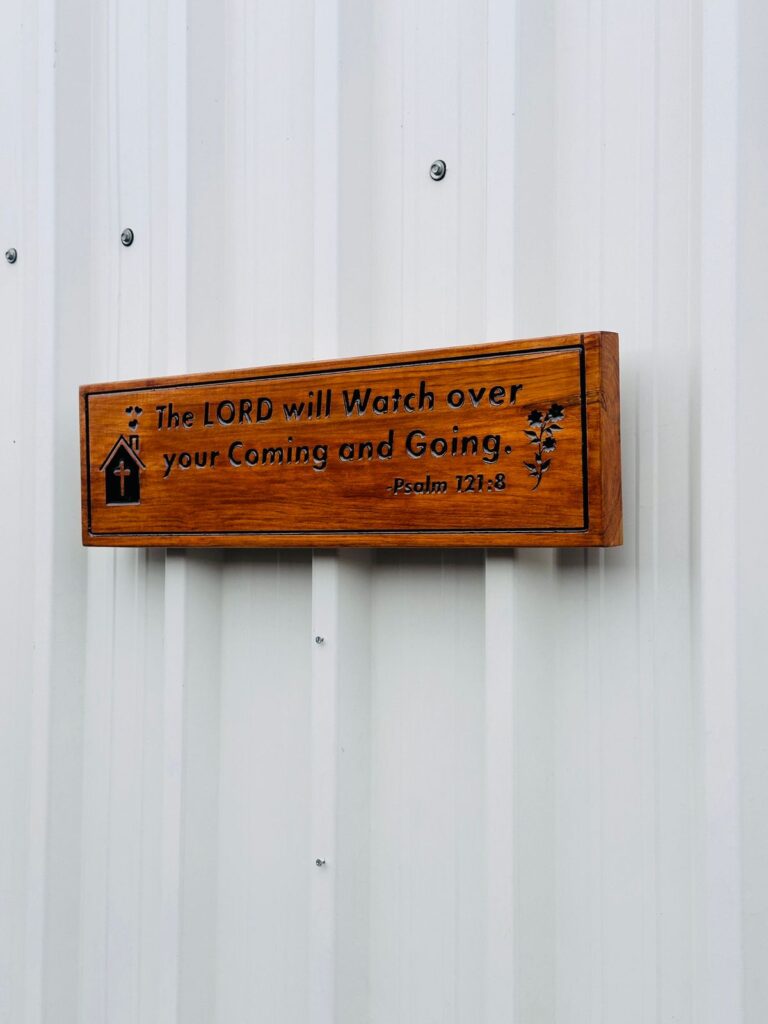 The LORD will Watch over
your Coming and Going.
-Psalm 121:8